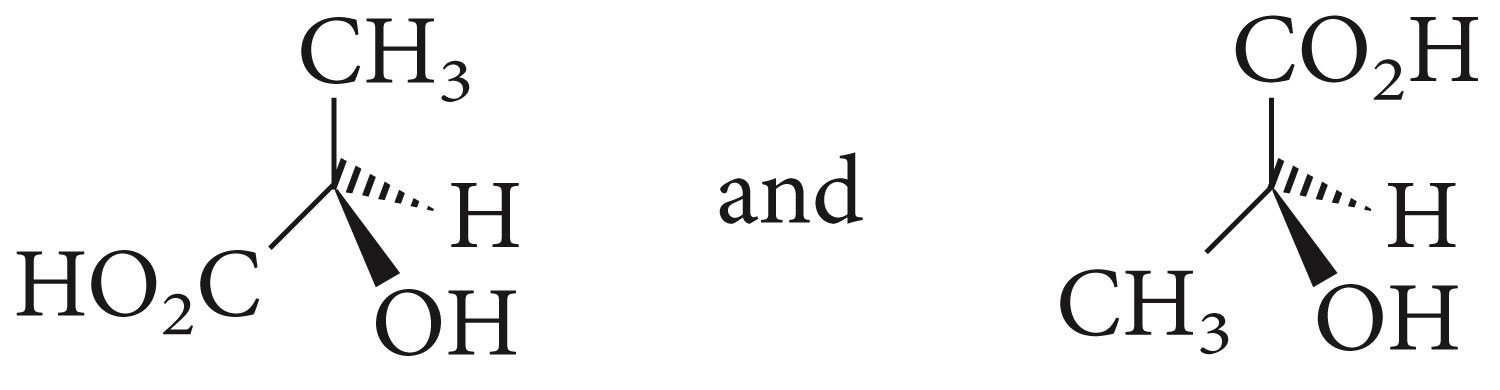 CH₃ CO₂H
H and H
HO₂C CH₃
OH OH